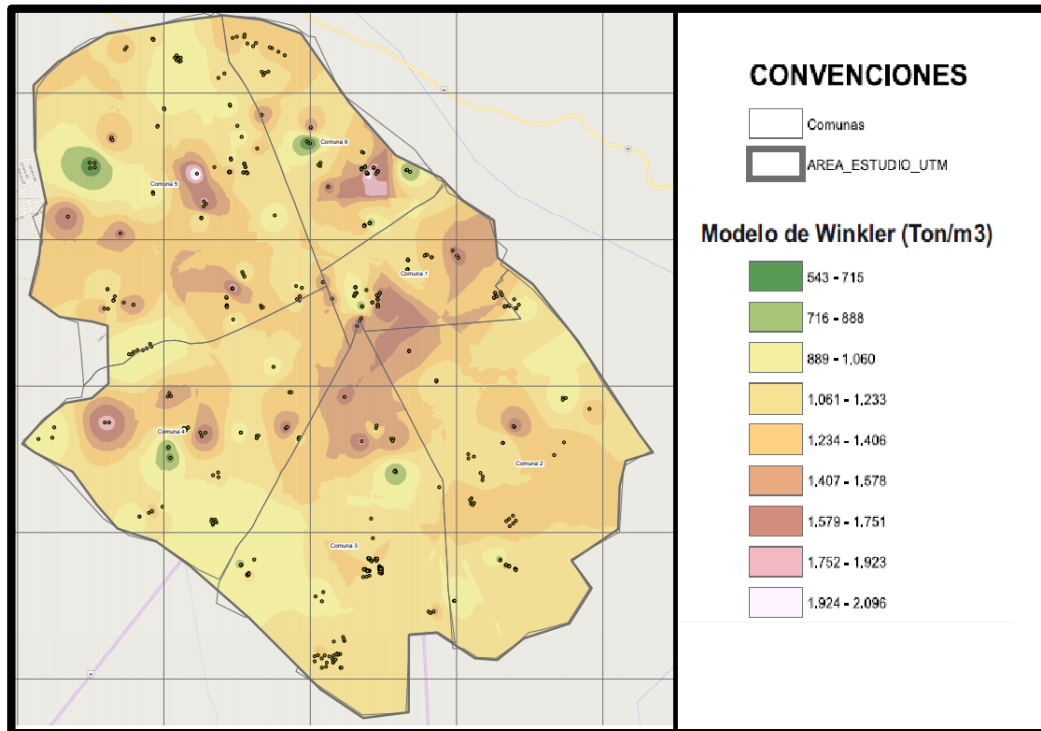 Comuna 6
Comuna 5
Comuna 1
Comuna 4
Comuna 2
Comuna 3
CONVENCIONES
Comunas
AREA_ESTUDIO_UTM
Modelo de Winkler (Ton/m3)
543 - 715
716 - 888
889 - 1,060
1,061 - 1,233
1,234 - 1,406
1,407 - 1,578
1,579 - 1,751
1,752 - 1,923
1,924 - 2,096